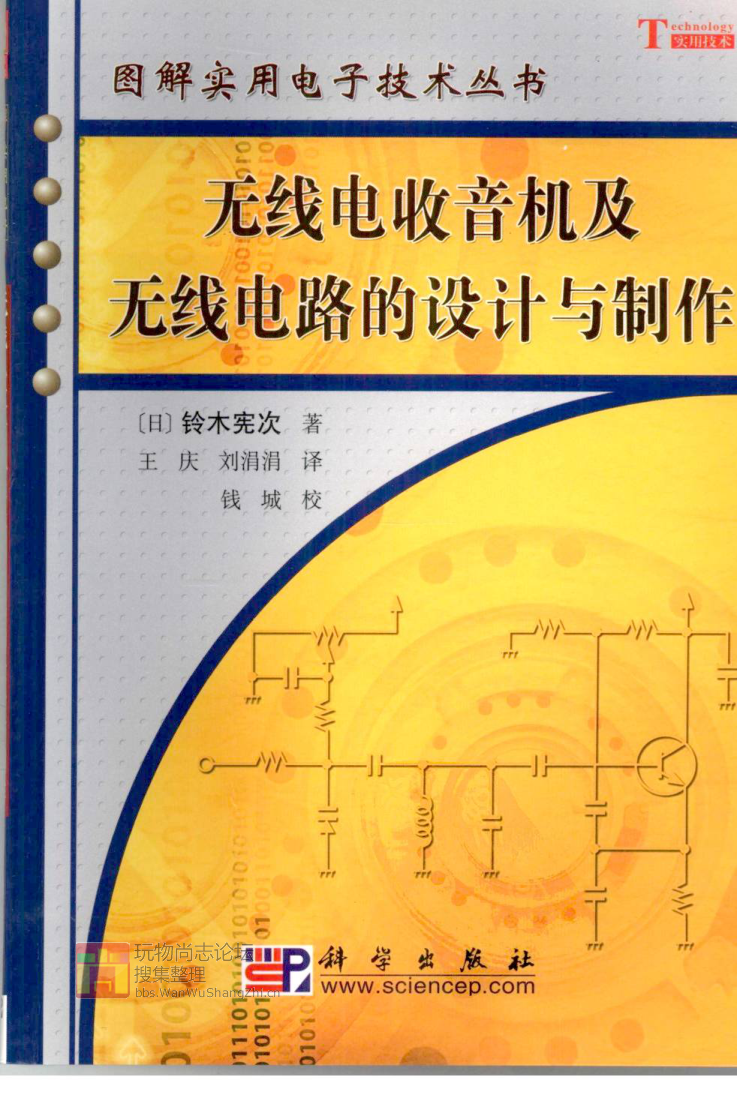 Technology
实用技术
图解实用电子技术丛书
无线电收音机及
无线电路的设计与制作
〔日〕铃木宪次 著
王 庆 刘涓涓 译
钱 城 校
科学出版社
www.sciencep.com
玩物尚志论坛
搜集整理
bbs.WanWuShangZhi.cn